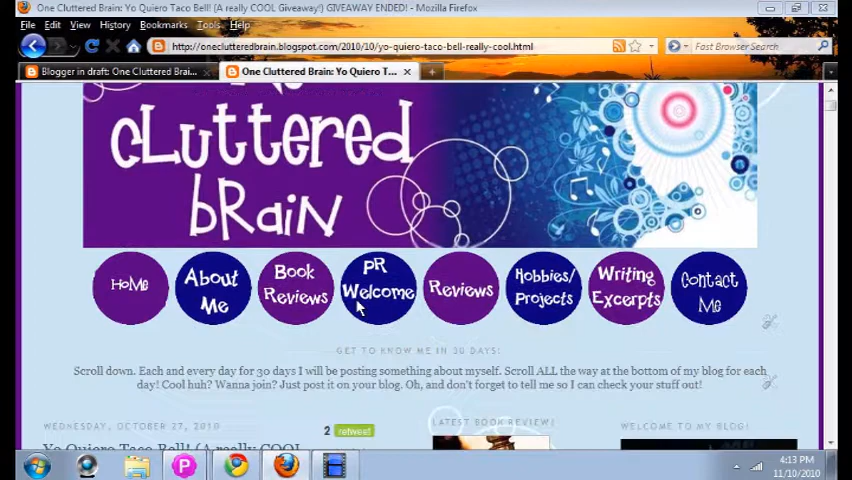 One Cluttered Brain: Yo Quiero Taco Bell! (A really COOL Giveaway!) GIVEAWAY ENDED! - Mozilla Firefox
File Edit View History Bookmarks Tools Help
http://oneclutteredbrain.blogspot.com/2010/10/yo-quiero-taco-bell-really-cool.html
Fast Browser Search
Blogger in draft: One Cluttered Brai...
One Cluttered Brain: Yo Quiero T...
cLuttered
bRaiN
HoMe
About
Me
Book
Reviews
PR
Welcome
Reviews
Hobbies/
Projects
Writing
Excerpts
Contact
Me
GET TO KNOW ME IN 30 DAYS:
Scroll down. Each and every day for 30 days I will be posting something about myself. Scroll ALL the way at the bottom of my blog for each
day! Cool huh? Wanna join? Just post it on your blog. Oh, and don't forget to tell me so I can check your stuff out!
WEDNESDAY, OCTOBER 27, 2010
2 retweet
LATEST BOOK REVIEW!
WELCOME TO MY BLOG!
Yo Quiero Taco Bell! (A really COOL
4:13 PM
11/10/2010